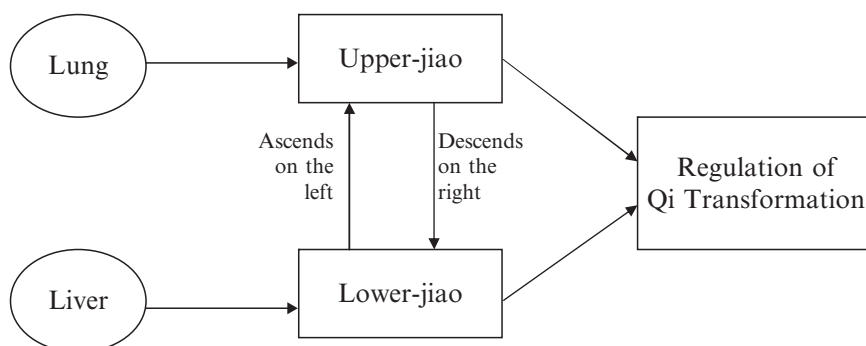 Lung
Upper-jiao
Ascends
on the
left
Descends
on the
right
Regulation of
Qi Transformation
Liver
Lower-jiao